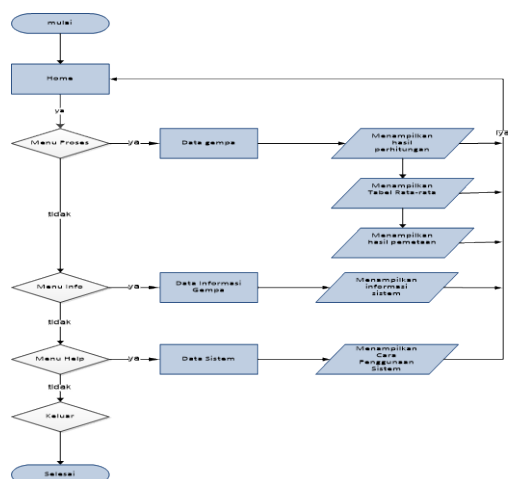 mulai
Home
ya
Menu Proses
ya
Data gempa
Menampilkan
hasil
perhitungan
Iya
Menampilkan
Tabel Rata-rata
tidak
Menampilkan
hasil pemetaan
Menu Info
ya
Data Informasi
Gempa
Menampilkan
informasi
sistem
tidak
Menu Help
ya
Data Sistem
Menampilkan
Cara
Penggunaan
Sistem
tidak
Keluar
Selesai